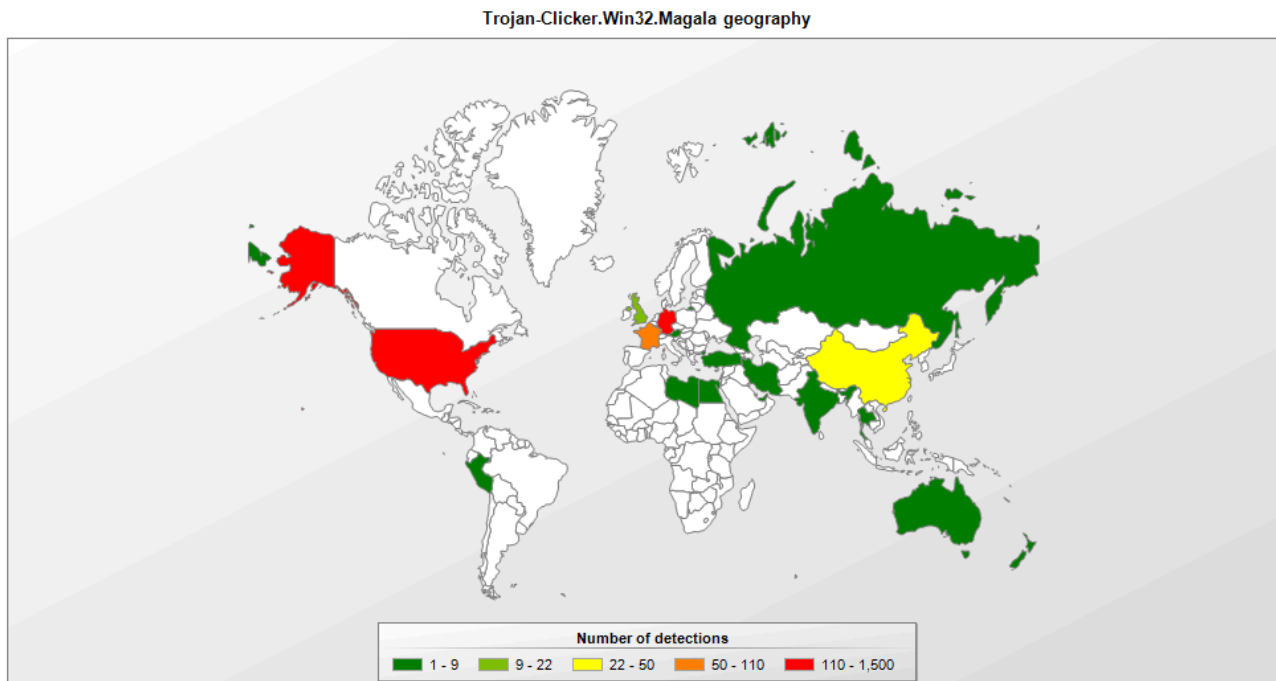 Trojan-Clicker.Win32.Magala geography
Number of detections
1 - 9 9 - 22 22 - 50 50 - 110 110 - 1,500